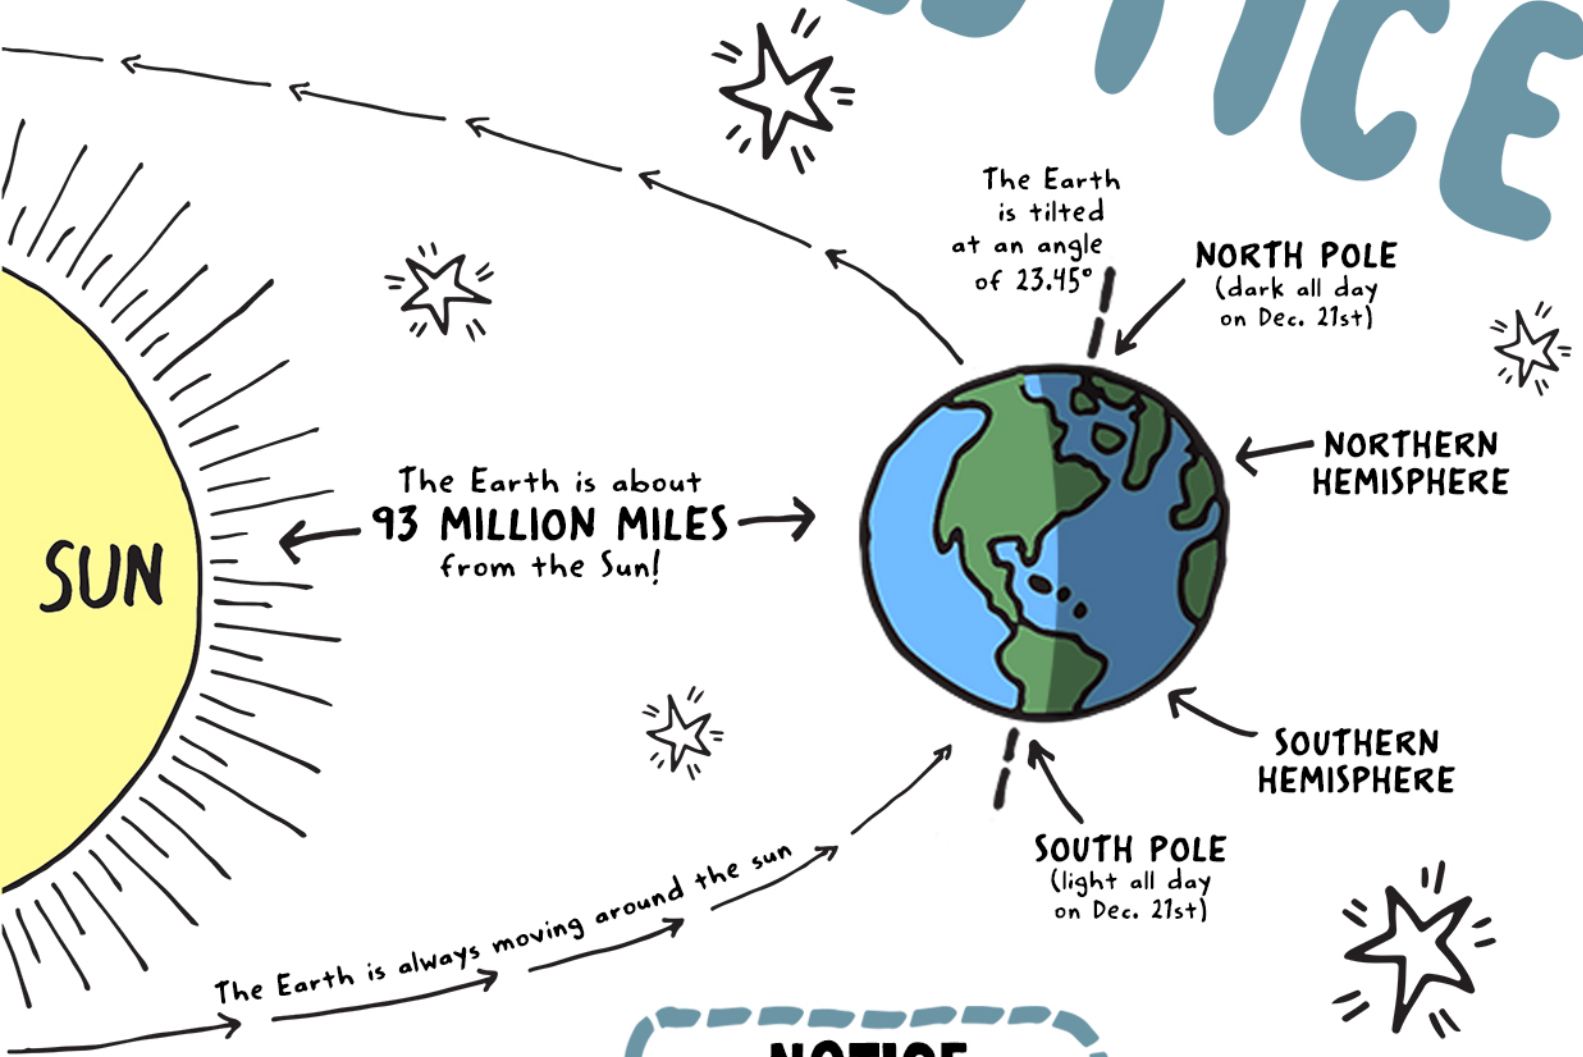 TICE
The Earth
is tilted
at an angle
of 23.45°
NORTH POLE
(dark all day
on Dec. 21st)
NORTHERN
HEMISPHERE
The Earth is about
93 MILLION MILES
from the Sun!
SUN
SOUTHERN
HEMISPHERE
SOUTH POLE
(light all day
on Dec. 21st)
The Earth is always moving around the sun
NOTICE